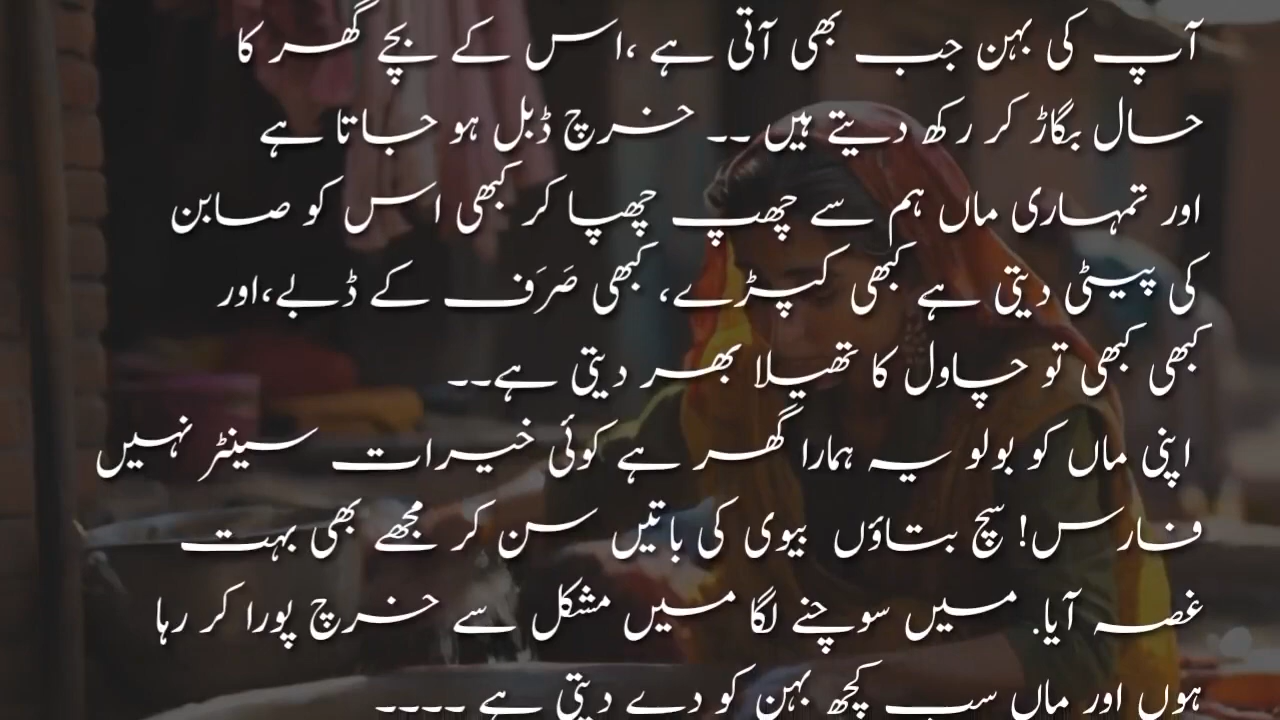 آپ کی بہن جب بھی آتی ہے ،اس کے بچے گھر کا
حال بگاڑ کر رکھ دیتے ہیں ۔۔ خرچ ڈبل ہو جاتا ہے
اور تمہاری ماں ہم سے چھپ چھپا کر کبھی اس کو صابن
کی پیٹی دیتی ہے کبھی کپڑے، کبھی صَرَف کے ڈبے،اور
کبھی کبھی تو چاول کا تھیلا بھر دیتی ہے۔۔
اپنی ماں کو بولو یہ ہمارا گھر ہے کوئی خیرات سینٹر نہیں
فارس! سچ بتاؤں بیوی کی باتیں سن کر مجھے بھی بہت
غصہ آیا. میں سوچنے لگا میں مشکل سے خرچ پورا کر رہا
ہوں اور ماں سب کچھ بہن کو دے دیتی ہے ۔۔۔۔